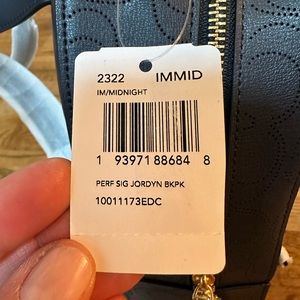 2322 IMMID
IM/MIDNIGHT
1 93971 88684 8
PERF SIG JORDYN BKPK
10011173EDC